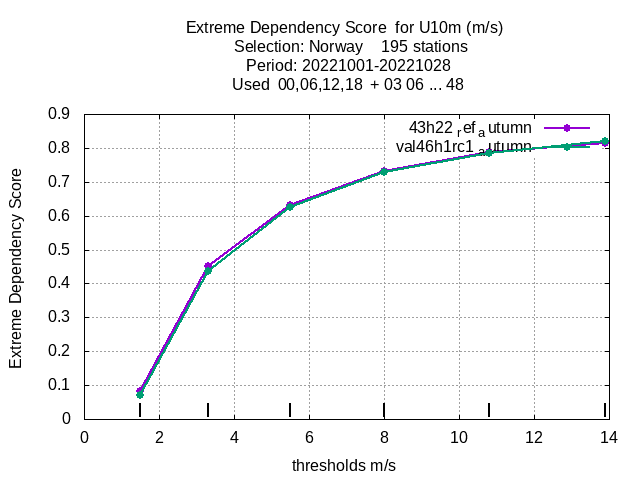 Extreme Dependency Score for U10m (m/s)
Selection: Norway 195 stations
Period: 20221001-20221028
Used 00,06,12,18 + 03 06 ... 48
43h22 ref autumn
val46h1rc1 autumn
0.9
0.8
0.7
0.6
0.5
0.4
0.3
0.2
0.1
0
Extreme Dependency Score
0 2 4 6 8 10 12 14
thresholds m/s